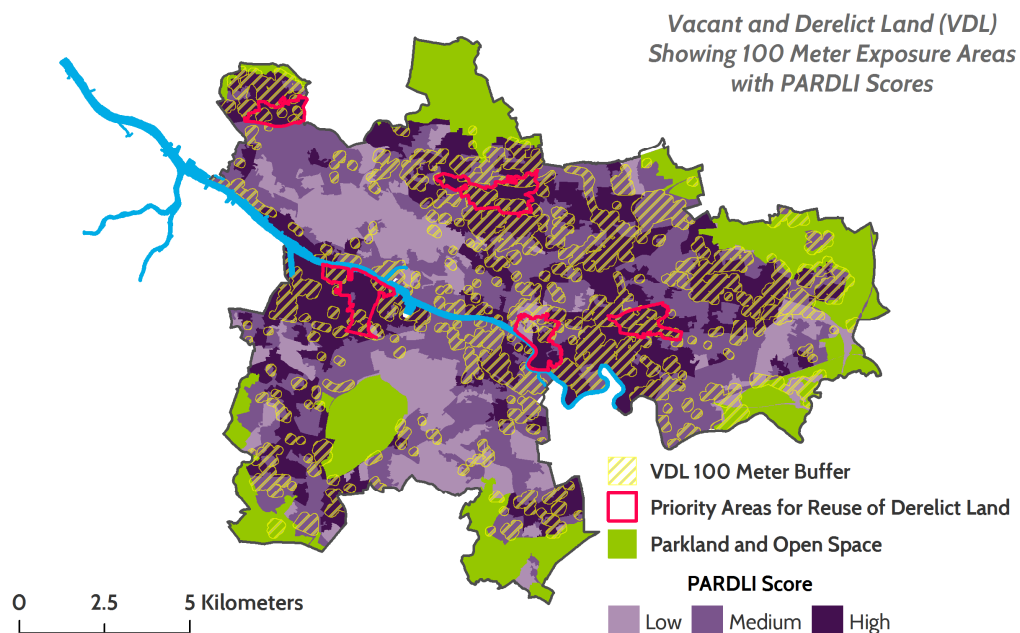 Vacant and Derelict Land (VDL)
Showing 100 Meter Exposure Areas
with PARDLI Scores
VDL 100 Meter Buffer
Priority Areas for Reuse of Derelict Land
Parkland and Open Space
PARDLI Score
Low Medium High
0 2.5 5 Kilometers